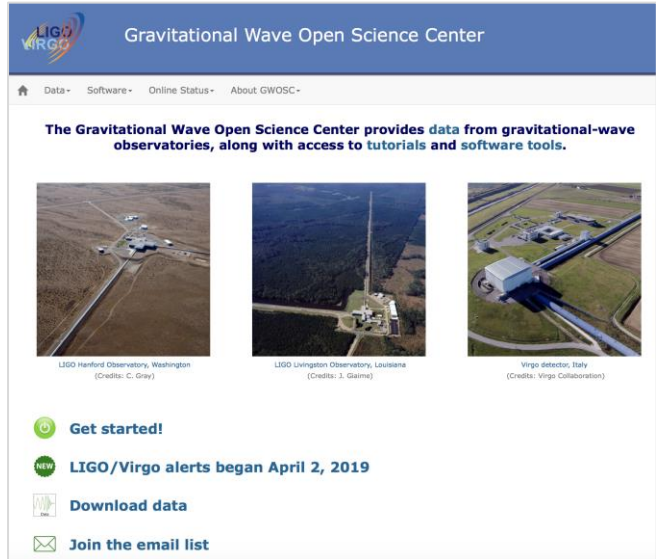 LIGO
VIRGO
Gravitational Wave Open Science Center
Data Software Online Status About GWOSC
The Gravitational Wave Open Science Center provides data from gravitational-wave
observatories, along with access to tutorials and software tools.
LIGO Hanford Observatory, Washington
(Credits: C. Gray)
LIGO Livingston Observatory, Louisiana
(Credits: J. Giaime)
Virgo detector, Italy
(Credits: Virgo Collaboration)
Get started!
NEW LIGO/Virgo alerts began April 2, 2019
Download data
Join the email list